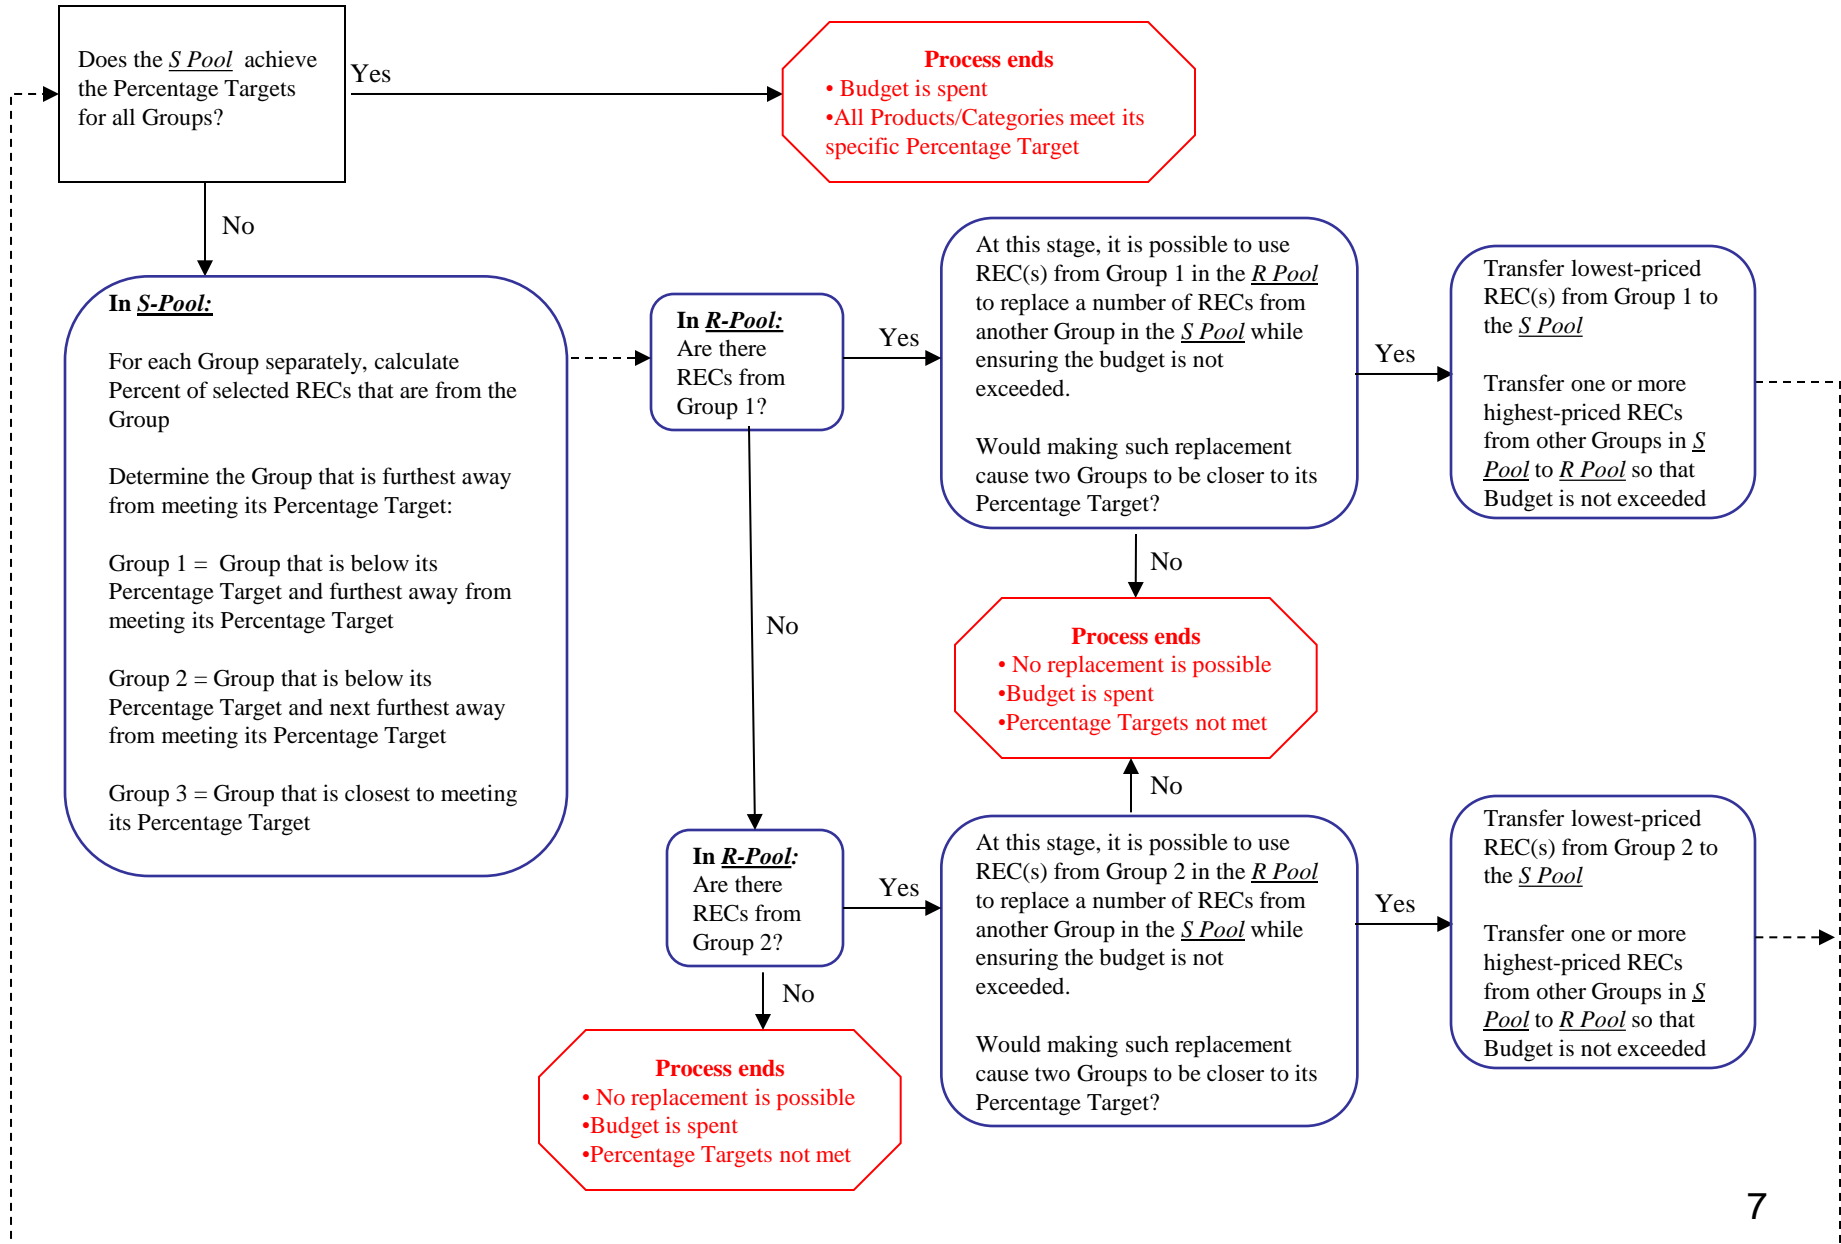 Does the S Pool achieve
the Percentage Targets
for all Groups?
Yes
Process ends
• Budget is spent
•All Products/Categories meet its
specific Percentage Target
No
In S-Pool:
For each Group separately, calculate
Percent of selected RECs that are from the
Group
Determine the Group that is furthest away
from meeting its Percentage Target:
Group 1 = Group that is below its
Percentage Target and furthest away from
meeting its Percentage Target
Group 2 = Group that is below its
Percentage Target and next furthest away
from meeting its Percentage Target
Group 3 = Group that is closest to meeting
its Percentage Target
In R-Pool:
Are there
RECs from
Group 1?
Yes
At this stage, it is possible to use
REC(s) from Group 1 in the R Pool
to replace a number of RECs from
another Group in the S Pool while
ensuring the budget is not
exceeded.
Would making such replacement
cause two Groups to be closer to its
Percentage Target?
Yes
Transfer lowest-priced
REC(s) from Group 1 to
the S Pool
Transfer one or more
highest-priced RECs
from other Groups in S
Pool to R Pool so that
Budget is not exceeded
No
No
Process ends
• No replacement is possible
•Budget is spent
•Percentage Targets not met
No
In R-Pool:
Are there
RECs from
Group 2?
Yes
At this stage, it is possible to use
REC(s) from Group 2 in the R Pool
to replace a number of RECs from
another Group in the S Pool while
ensuring the budget is not
exceeded.
Would making such replacement
cause two Groups to be closer to its
Percentage Target?
Yes
Transfer lowest-priced
REC(s) from Group 2 to
the S Pool
Transfer one or more
highest-priced RECs
from other Groups in S
Pool to R Pool so that
Budget is not exceeded
No
Process ends
• No replacement is possible
•Budget is spent
•Percentage Targets not met
7